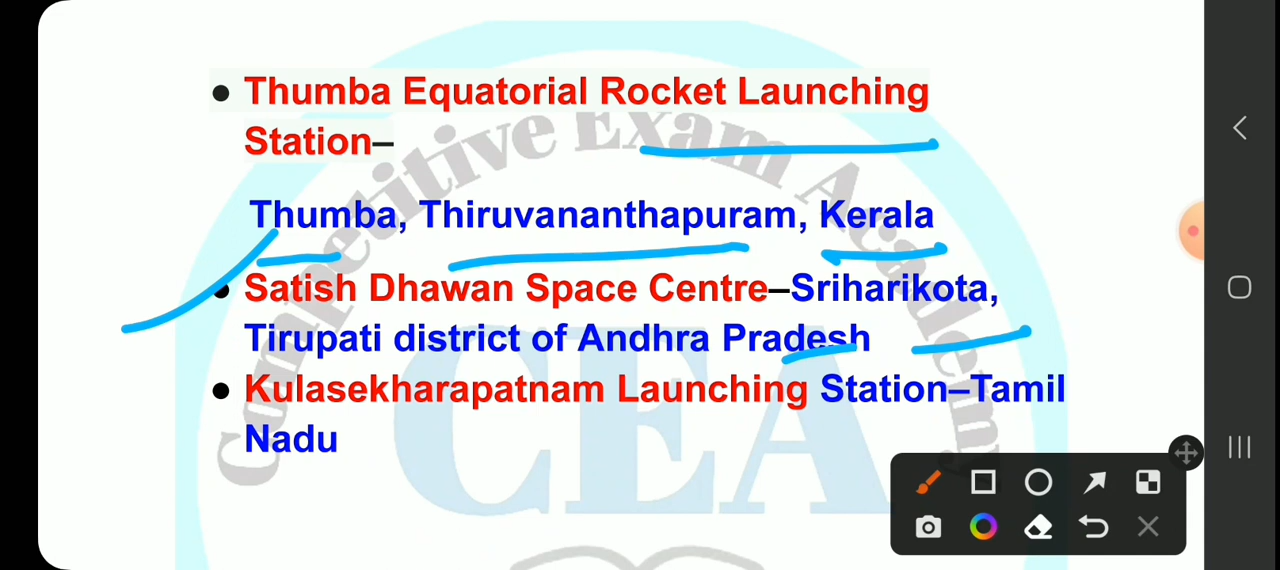 ● Thumba Equatorial Rocket Launching
Station–
Thumba, Thiruvananthapuram, Kerala
● Satish Dhawan Space Centre–Sriharikota,
Tirupati district of Andhra Pradesh
● Kulasekharapatnam Launching Station–Tamil
Nadu
Competitive Exam Academy
CEA